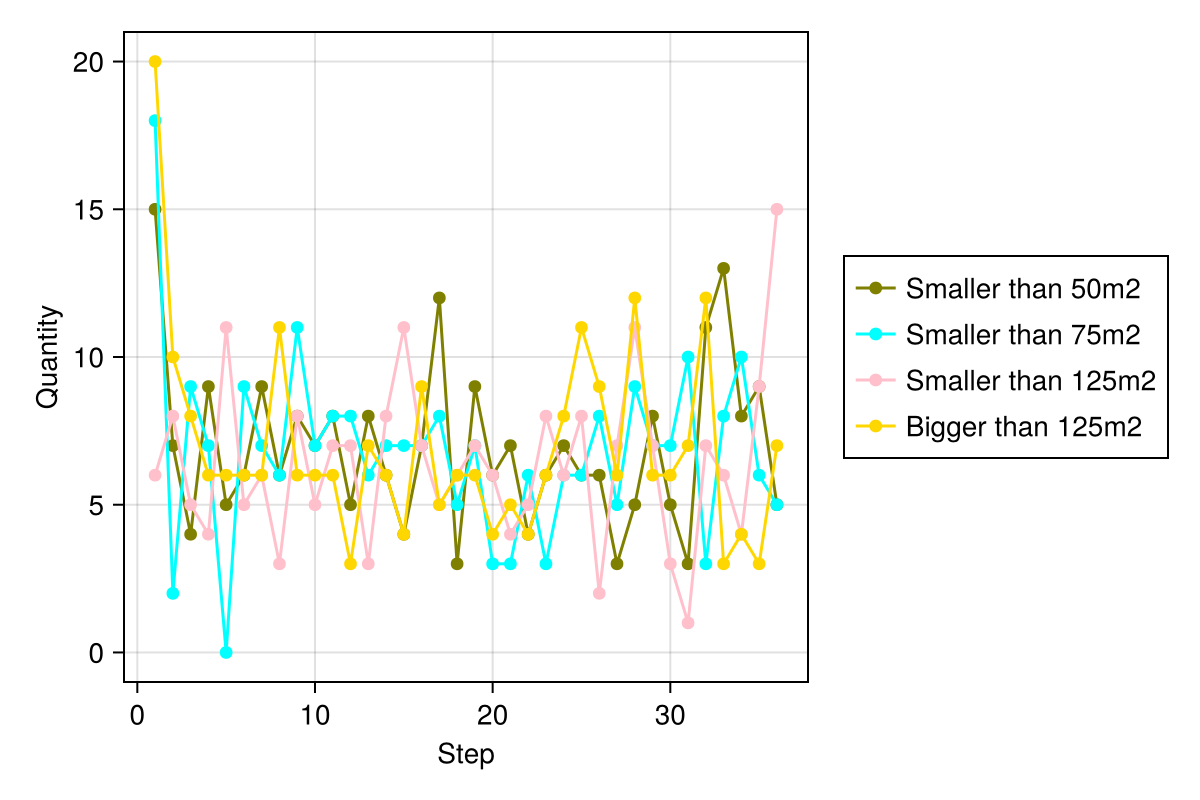 20
15
10
5
0
Quantity
0 10 20 30
Step
Smaller than 50m2
Smaller than 75m2
Smaller than 125m2
Bigger than 125m2